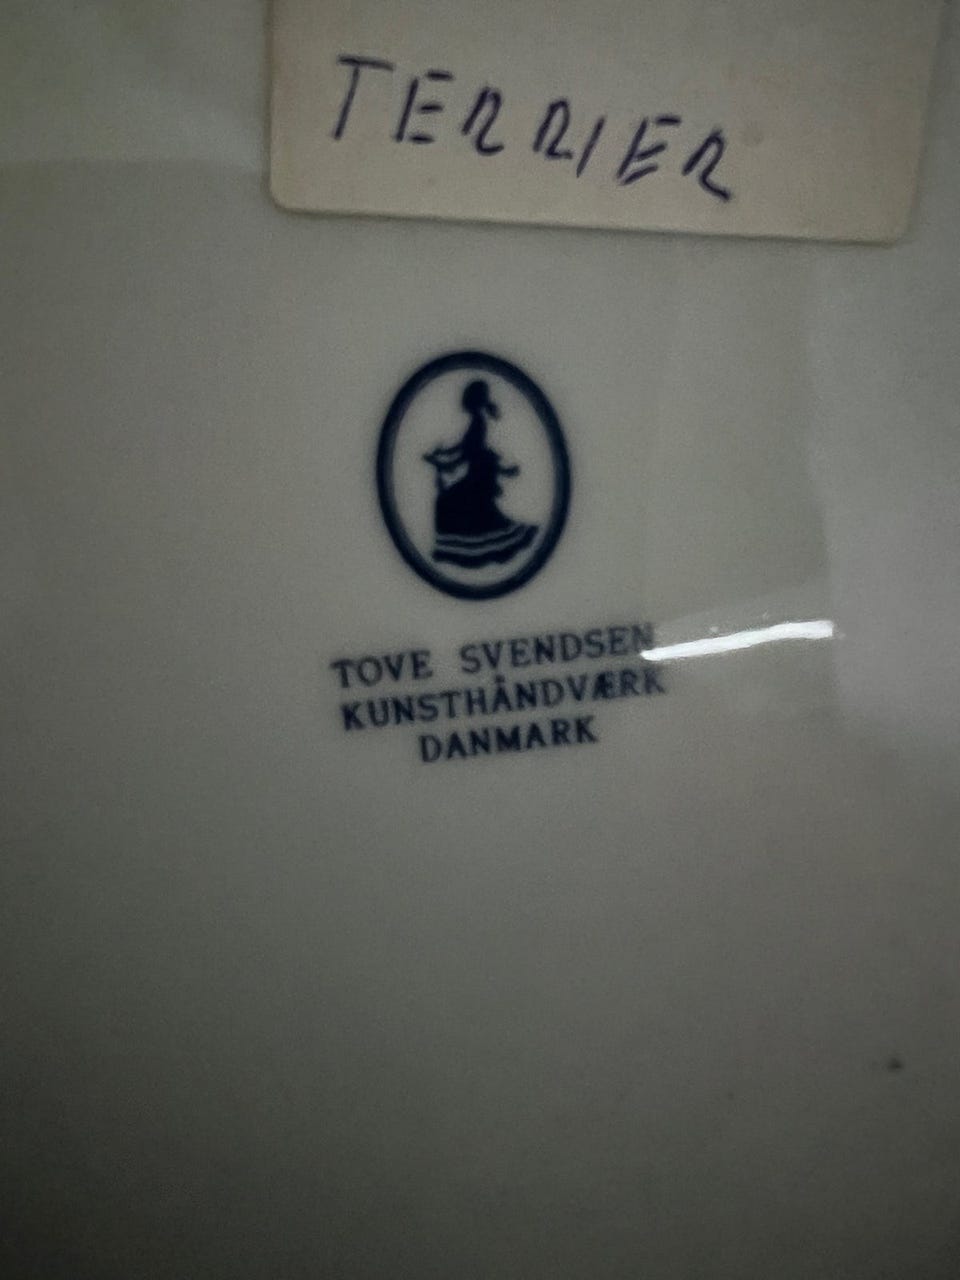 TERRIER
TOVE SVENDSEN
KUNSTHÅNDVÆRK
DANMARK